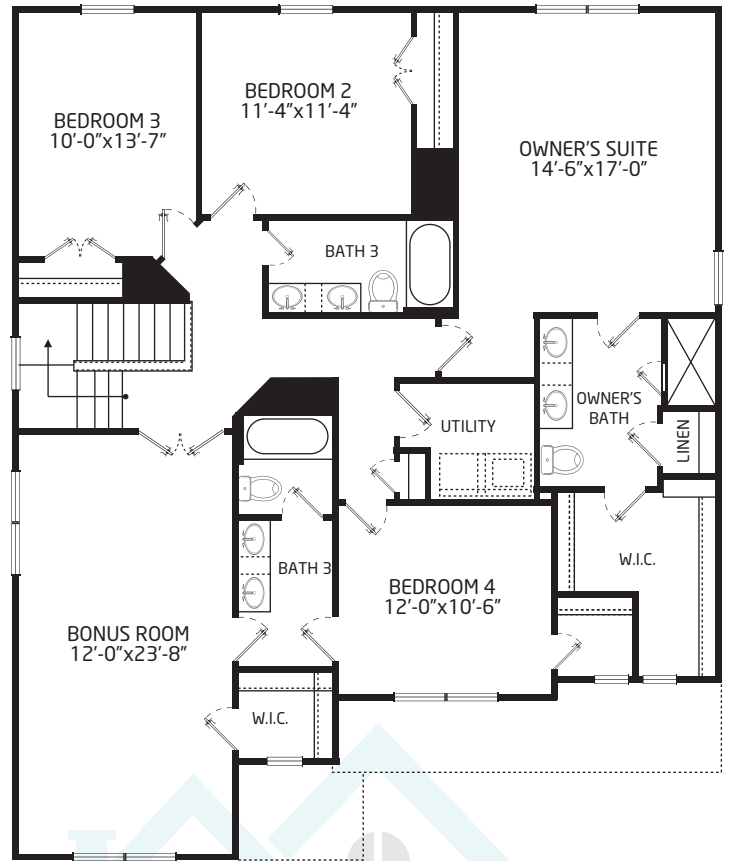 BEDROOM 3
10'-0"x13'-7"
BEDROOM 2
11'-4"x11'-4"
OWNER'S SUITE
14'-6"x17'-0"
BATH 3
UTILITY
OWNER'S
BATH
LINEN
W.I.C.
BATH 3
BEDROOM 4
12'-0"x10'-6"
BONUS ROOM
12'-0"x23'-8"
W.I.C.